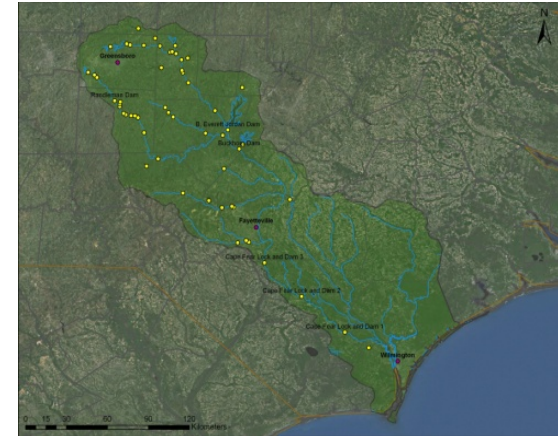 N
Greensboro
Randleman Dam
B. Everett Jordan Dam
Buckhorn Dam
Fayetteville
Cape Fear Lock and Dam 3
Cape Fear Lock and Dam 2
Cape Fear Lock and Dam 1
Wilmington
0 15 30 60 90 120
Kilometers